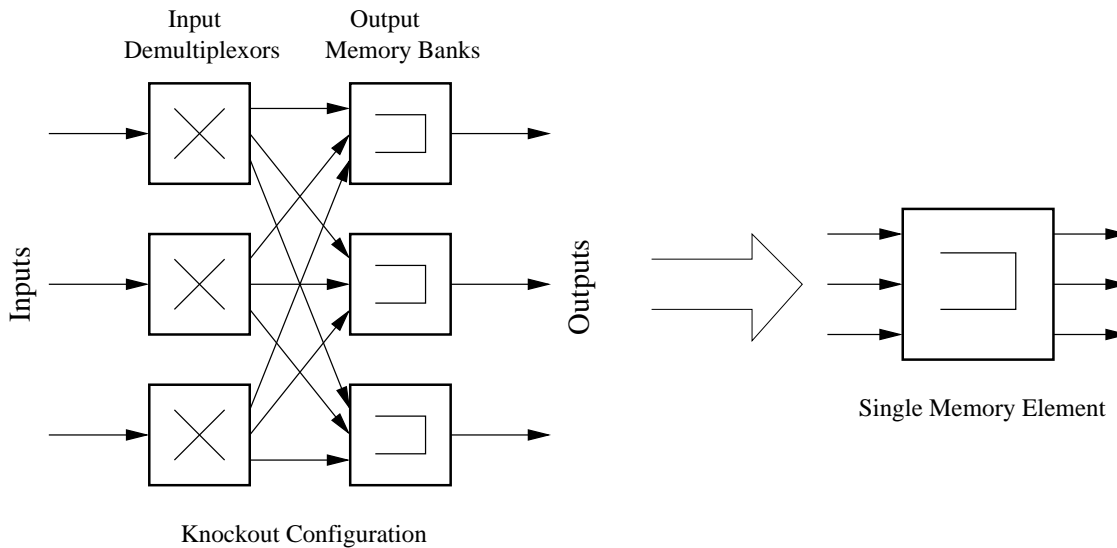 Input
Demultiplexors
Output
Memory Banks
Inputs
Outputs
Single Memory Element
Knockout Configuration